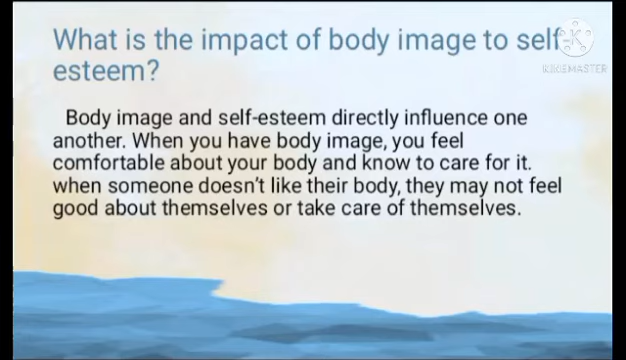 What is the impact of body image to self-
esteem?
KINEMASTER
Body image and self-esteem directly influence one
another. When you have body image, you feel
comfortable about your body and know to care for it.
when someone doesn't like their body, they may not feel
good about themselves or take care of themselves.